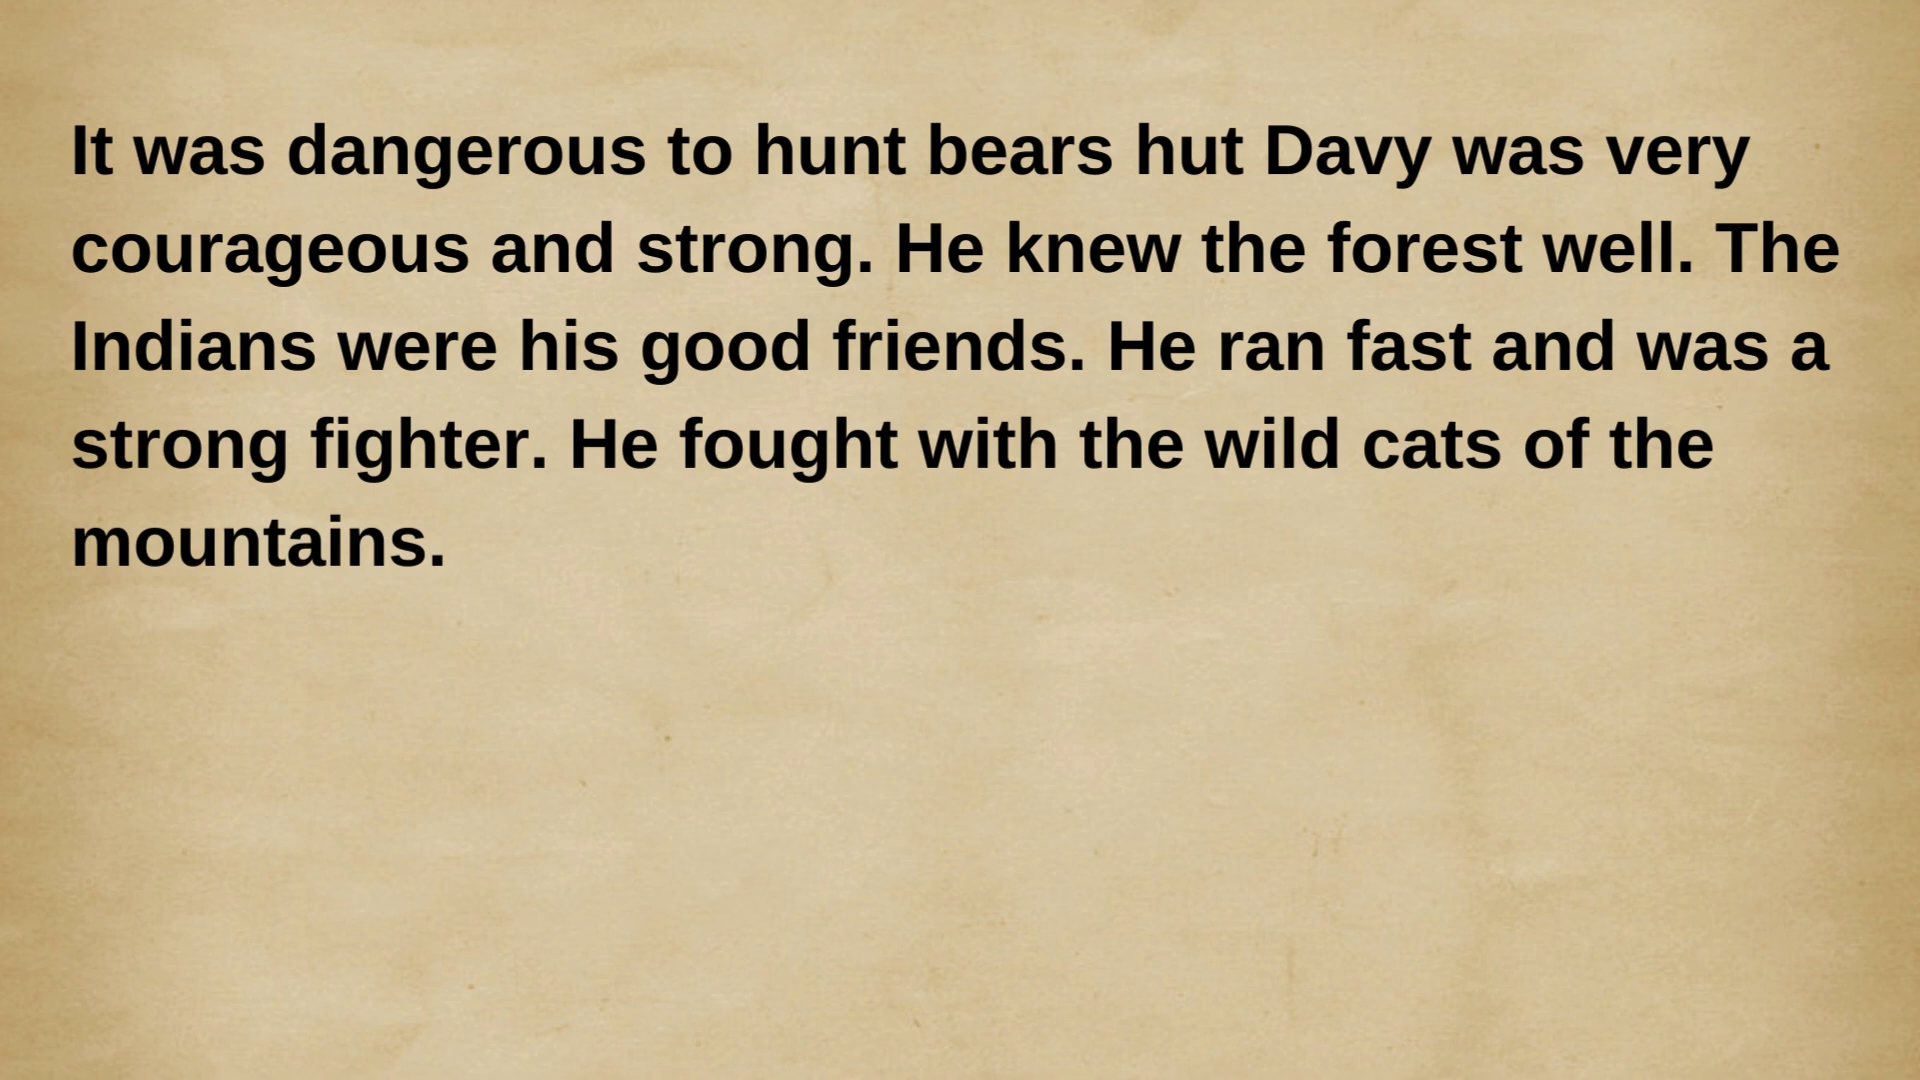 It was dangerous to hunt bears hut Davy was very
courageous and strong. He knew the forest well. The
Indians were his good friends. He ran fast and was a
strong fighter. He fought with the wild cats of the
mountains.